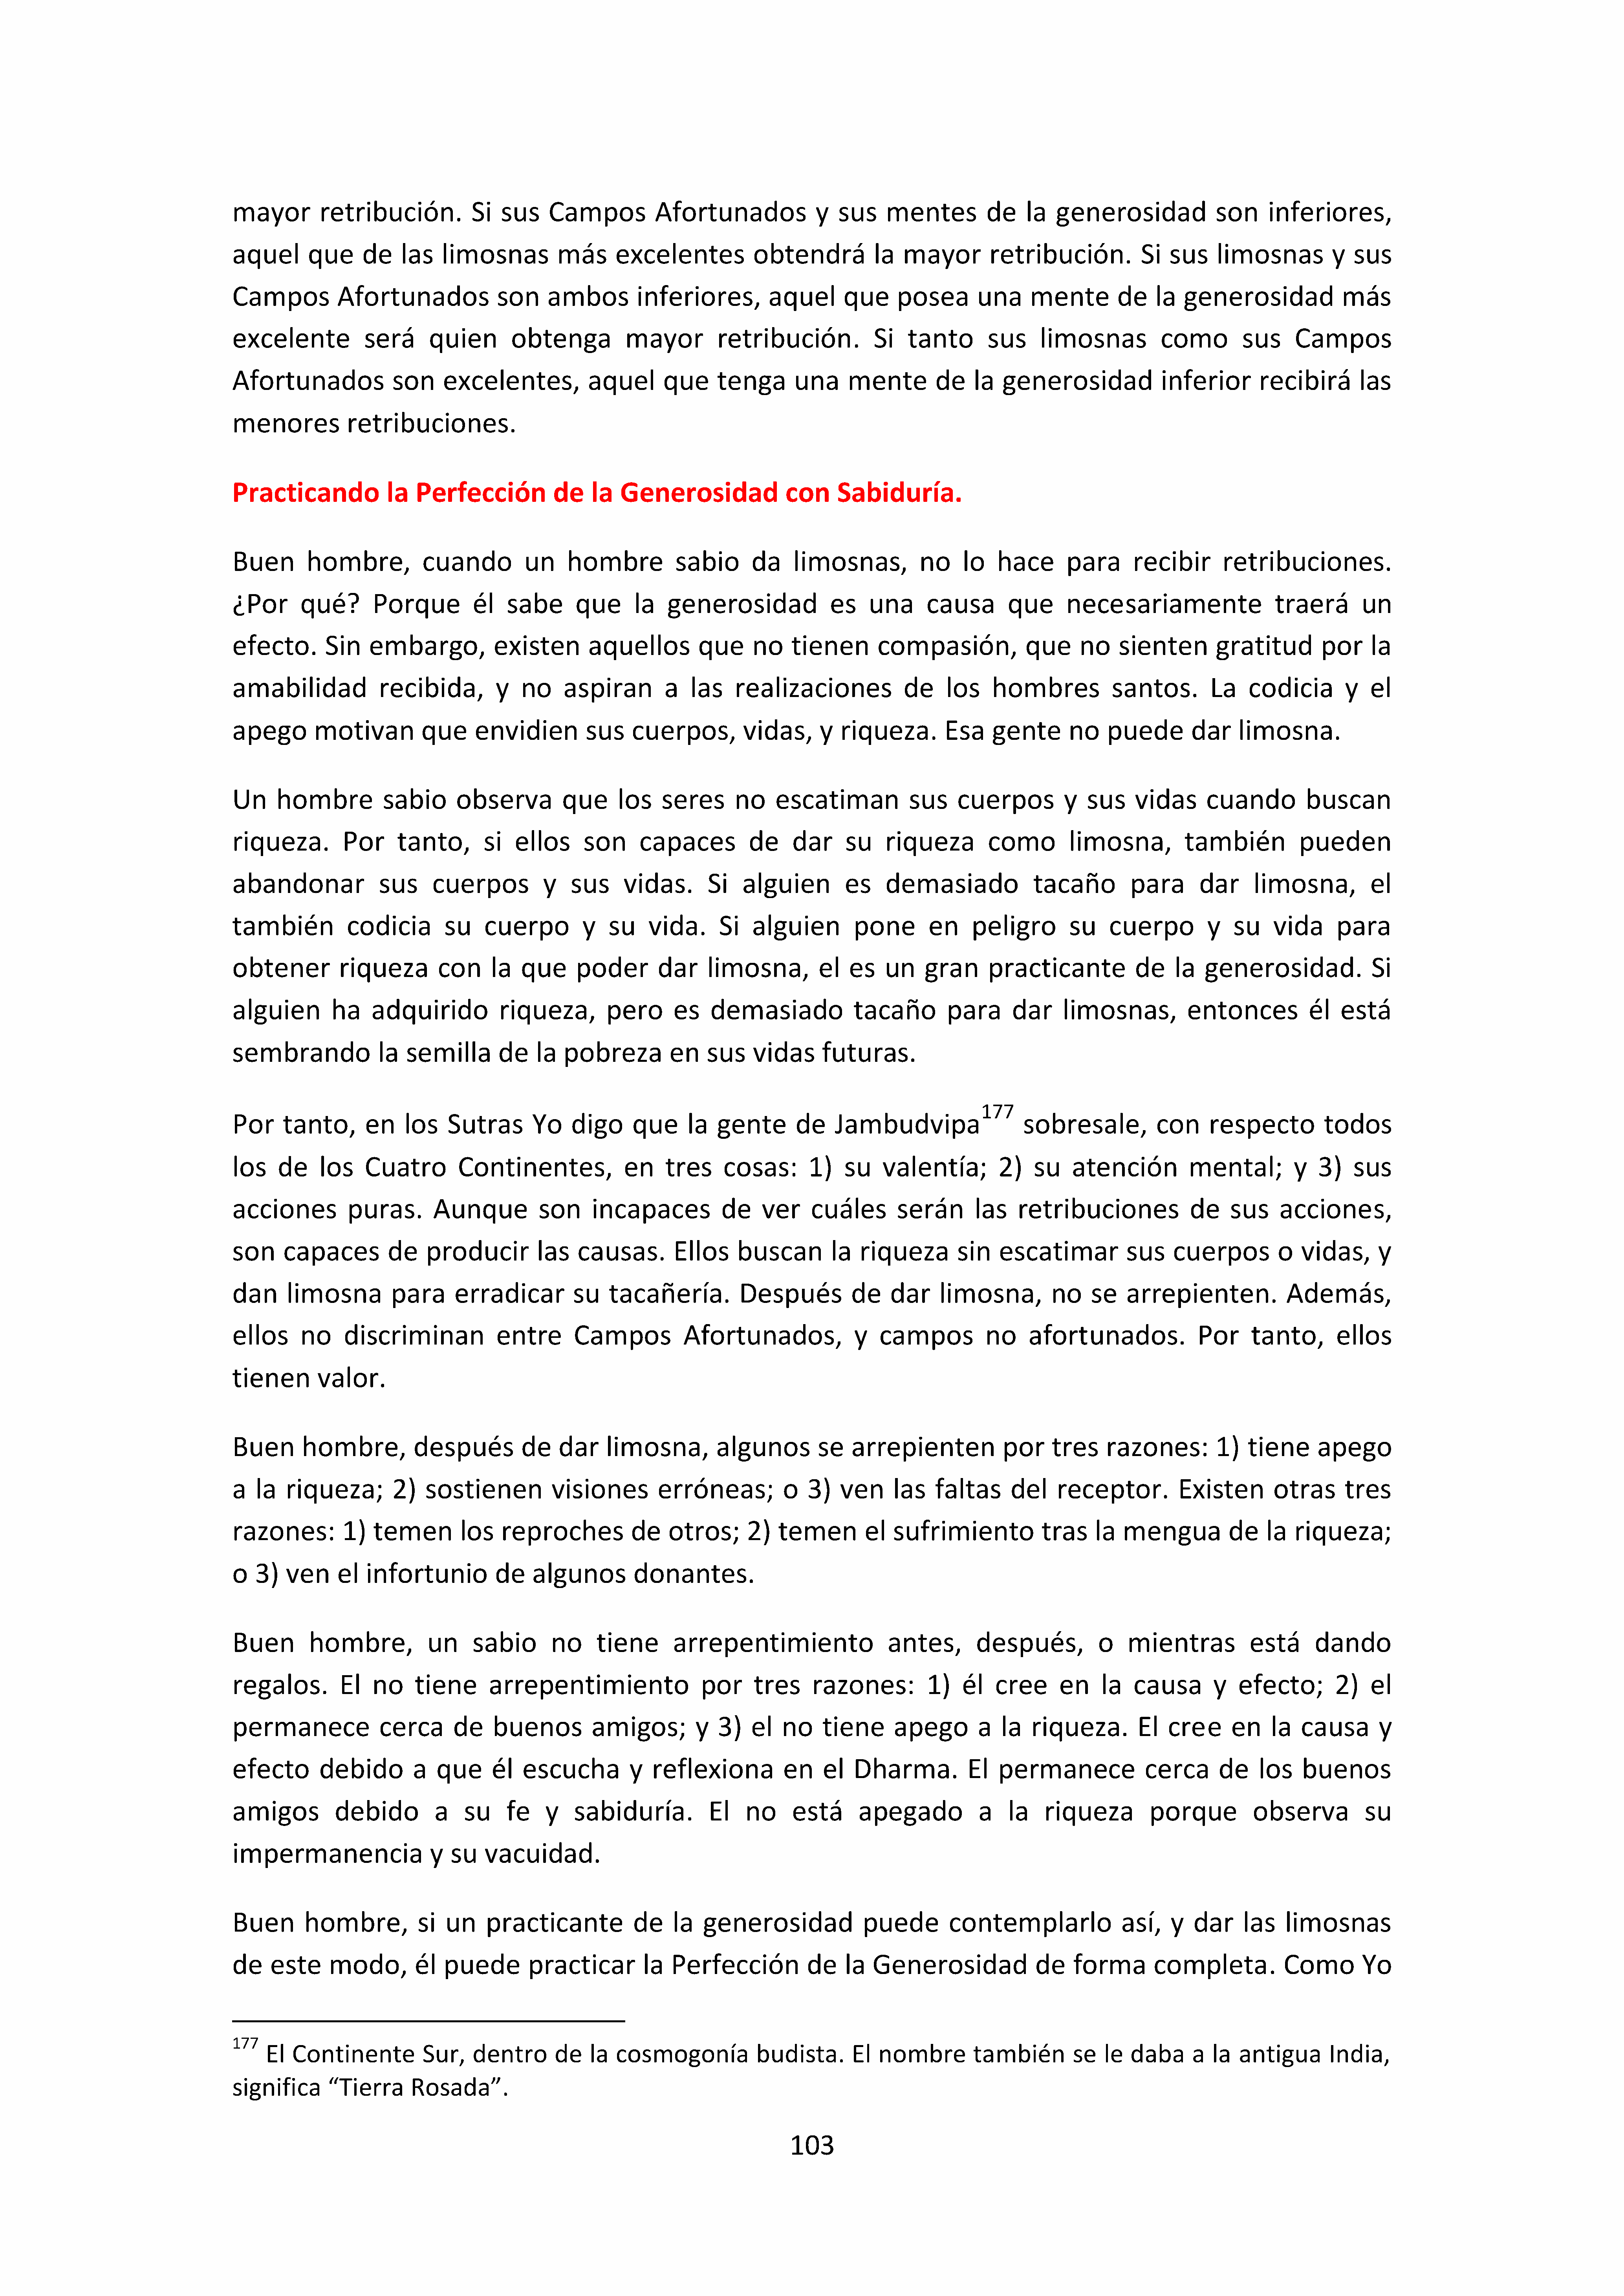 mayor retribución. Si sus Campos Afortunados y sus mentes de la generosidad son inferiores,
aquel que de las limosnas más excelentes obtendrá la mayor retribución. Si sus limosnas y sus
Campos Afortunados son ambos inferiores, aquel que posea una mente de la generosidad más
excelente será quien obtenga mayor retribución. Si tanto sus limosnas como sus Campos
Afortunados son excelentes, aquel que tenga una mente de la generosidad inferior recibirá las
menores retribuciones.
Practicando la Perfección de la Generosidad con Sabiduría.
Buen hombre, cuando un hombre sabio da limosnas, no lo hace para recibir retribuciones.
¿Por qué? Porque él sabe que la generosidad es una causa que necesariamente traerá un
efecto. Sin embargo, existen aquellos que no tienen compasión, que no sienten gratitud por la
amabilidad recibida, y no aspiran a las realizaciones de los hombres santos. La codicia y el
apego motivan que envidien sus cuerpos, vidas, y riqueza. Esa gente no puede dar limosna.
Un hombre sabio observa que los seres no escatiman sus cuerpos y sus vidas cuando buscan
riqueza. Por tanto, si ellos son capaces de dar su riqueza como limosna, también pueden
abandonar sus cuerpos y sus vidas. Si alguien es demasiado tacaño para dar limosna, el
también codicia su cuerpo y su vida. Si alguien pone en peligro su cuerpo y su vida para
obtener riqueza con la que poder dar limosna, el es un gran practicante de la generosidad. Si
alguien ha adquirido riqueza, pero es demasiado tacaño para dar limosnas, entonces él está
sembrando la semilla de la pobreza en sus vidas futuras.
Por tanto, en los Sutras Yo digo que la gente de Jambudvipa177 sobresale, con respecto todos
los de los Cuatro Continentes, en tres cosas: 1) su valentía; 2) su atención mental; y 3) sus
acciones puras. Aunque son incapaces de ver cuáles serán las retribuciones de sus acciones,
son capaces de producir las causas. Ellos buscan la riqueza sin escatimar sus cuerpos o vidas, y
dan limosna para erradicar su tacañería. Después de dar limosna, no se arrepienten. Además,
ellos no discriminan entre Campos Afortunados, y campos no afortunados. Por tanto, ellos
tienen valor.
Buen hombre, después de dar limosna, algunos se arrepienten por tres razones: 1) tiene apego
a la riqueza; 2) sostienen visiones erróneas; o 3) ven las faltas del receptor. Existen otras tres
razones: 1) temen los reproches de otros; 2) temen el sufrimiento tras la mengua de la riqueza;
o 3) ven el infortunio de algunos donantes.
Buen hombre, un sabio no tiene arrepentimiento antes, después, o mientras está dando
regalos. El no tiene arrepentimiento por tres razones: 1) él cree en la causa y efecto; 2) el
permanece cerca de buenos amigos; y 3) el no tiene apego a la riqueza. El cree en la causa y
efecto debido a que él escucha y reflexiona en el Dharma. El permanece cerca de los buenos
amigos debido a su fe y sabiduría. El no está apegado a la riqueza porque observa su
impermanencia y su vacuidad.
Buen hombre, si un practicante de la generosidad puede contemplarlo así, y dar las limosnas
de este modo, él puede practicar la Perfección de la Generosidad de forma completa. Como Yo
177 El Continente Sur, dentro de la cosmogonía budista. El nombre también se le daba a la antigua India,
significa “Tierra Rosada”.
103